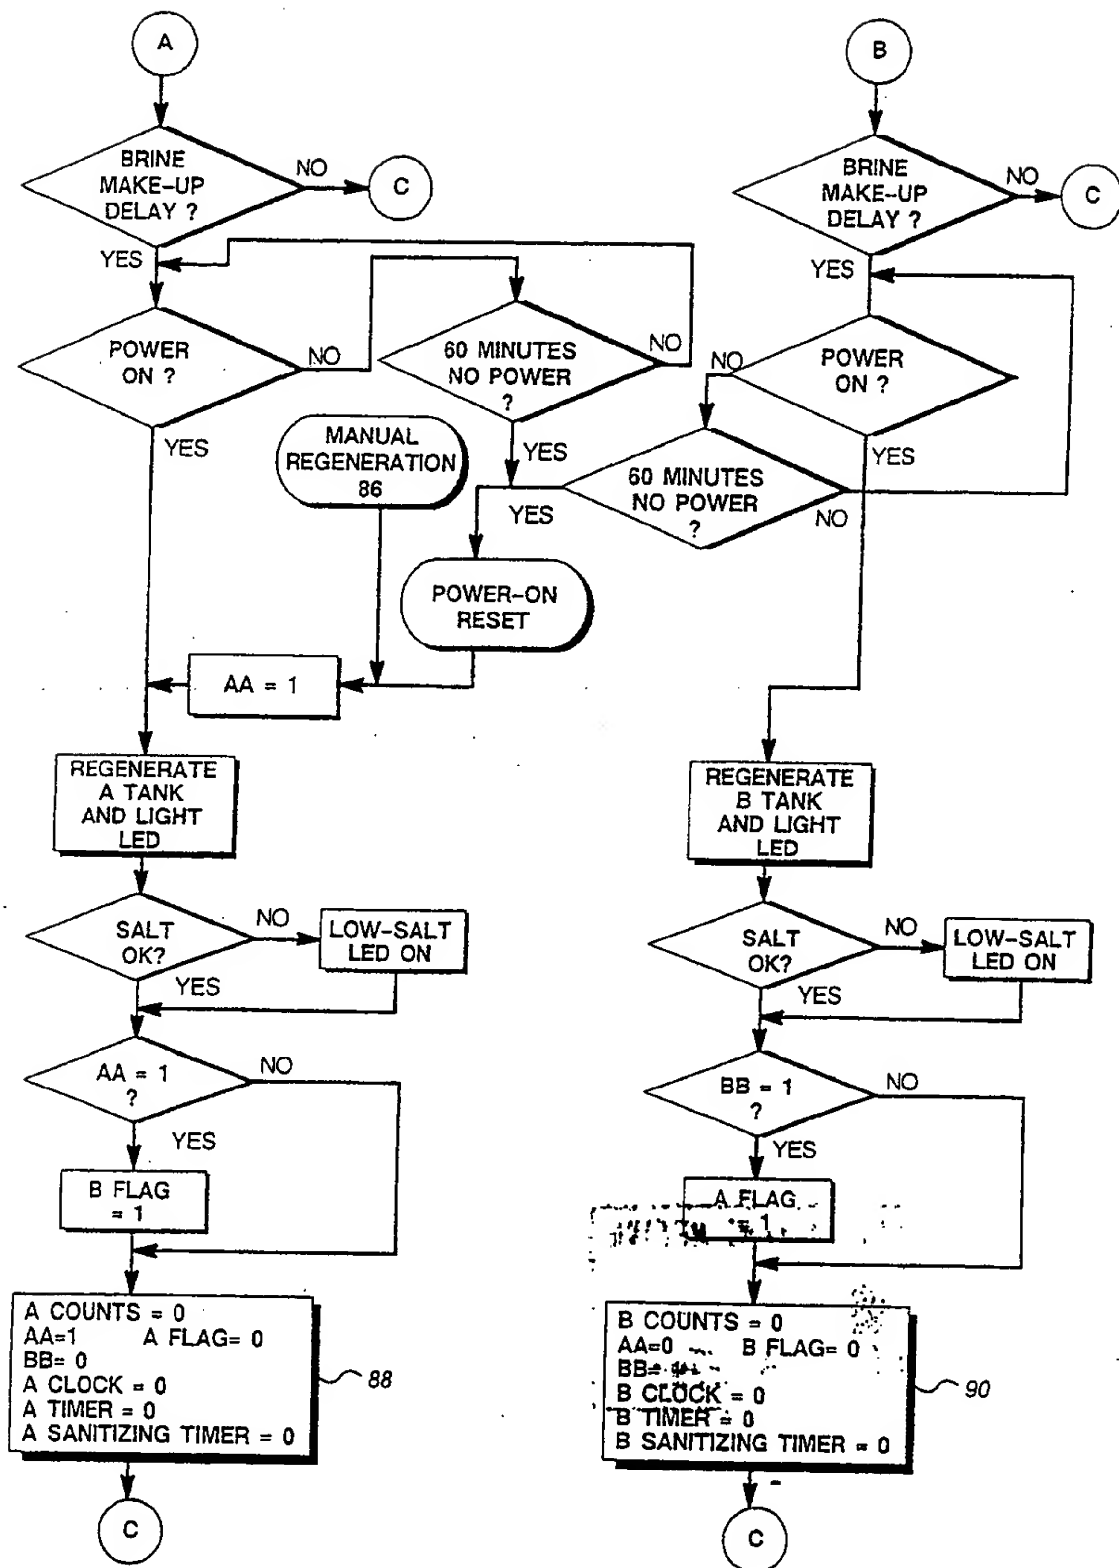 A
BRINE
MAKE-UP
DELAY ?
NO
C
YES
POWER
ON ?
NO
YES
60 MINUTES
NO POWER
?
NO
YES
MANUAL
REGENERATION
86
POWER-ON
RESET
AA = 1
REGENERATE
A TANK
AND LIGHT
LED
SALT
OK?
NO
LOW-SALT
LED ON
YES
AA = 1
?
NO
YES
B FLAG
= 1
A COUNTS = 0
AA=1 A FLAG= 0
BB= 0
A CLOCK = 0
A TIMER = 0
A SANITIZING TIMER = 0
88
C
B
BRINE
MAKE-UP
DELAY ?
NO
C
YES
POWER
ON ?
NO
YES
60 MINUTES
NO POWER
?
YES
NO
REGENERATE
B TANK
AND LIGHT
LED
SALT
OK?
NO
LOW-SALT
LED ON
YES
BB = 1
?
NO
YES
A FLAG
= 1
B COUNTS = 0
AA=0 B FLAG= 0
BB=
B CLOCK = 0
B TIMER = 0
B SANITIZING TIMER = 0
90
C